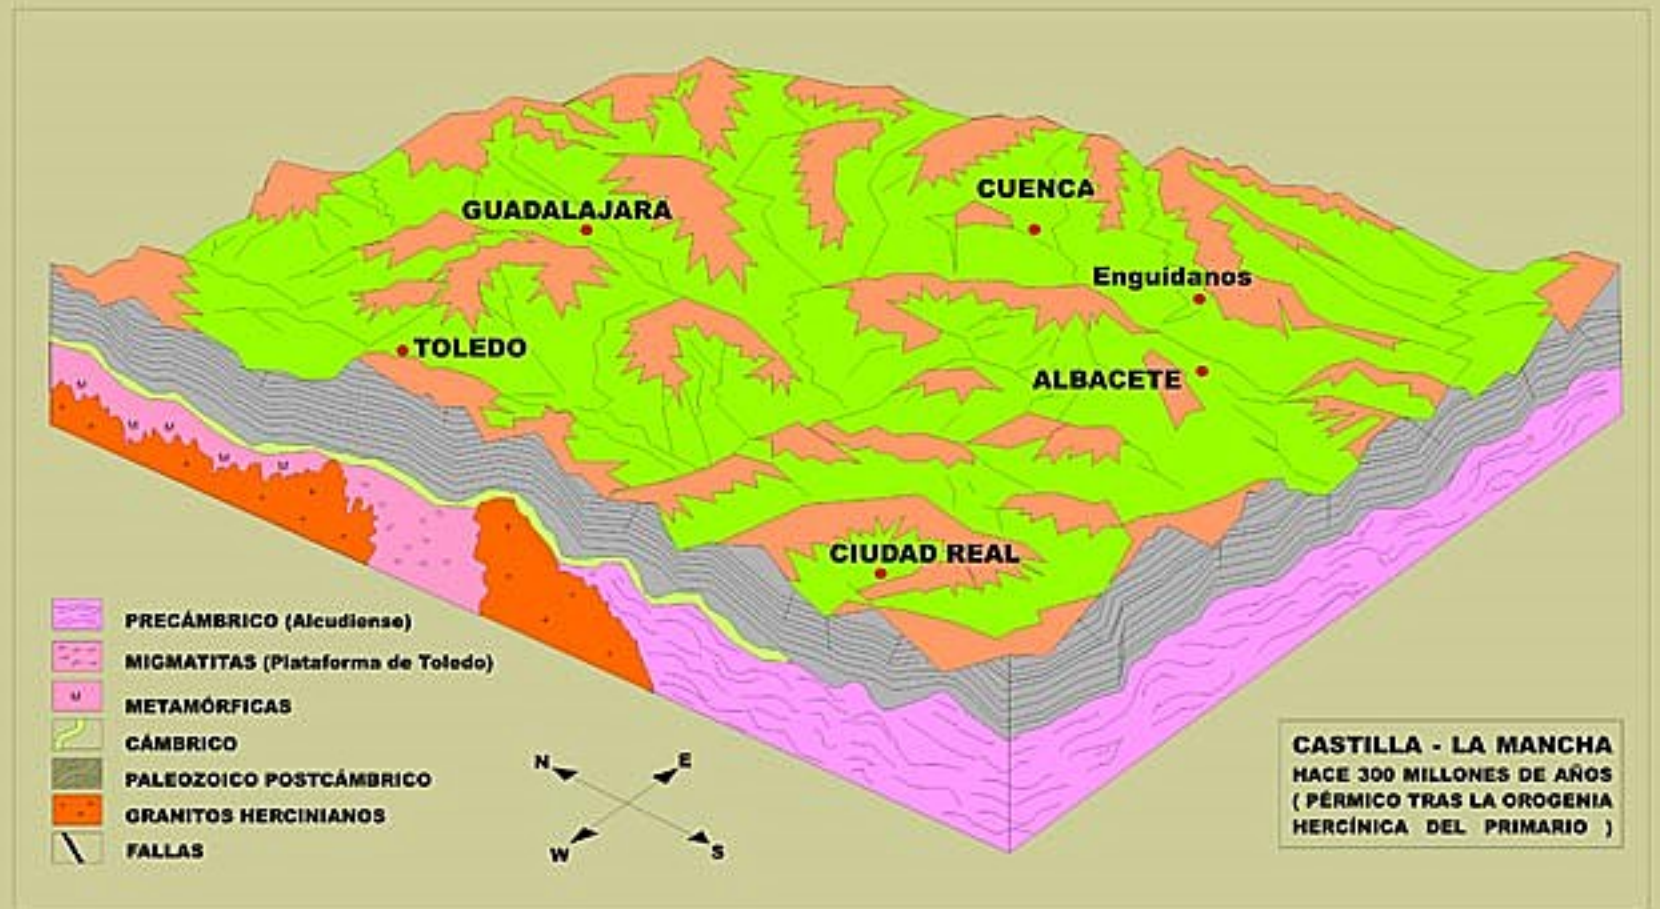 CUENCA
GUADALAJARA
Enguidanos
TOLEDO
ALBACETE
CIUDAD REAL
PRECÁMBRICO (Alcudiense)
MIGMATITAS (Plataforma de Toledo)
METAMÓRFICAS
CÁMBRICO
PALEOZOICO POSTCÁMBRICO
GRANITOS HERCINIANOS
FALLAS
N
E
W
S
CASTILLA - LA MANCHA
HACE 300 MILLONES DE AÑOS
( PÉRMICO TRAS LA OROGENIA
HERCÍNICA DEL PRIMARIO )